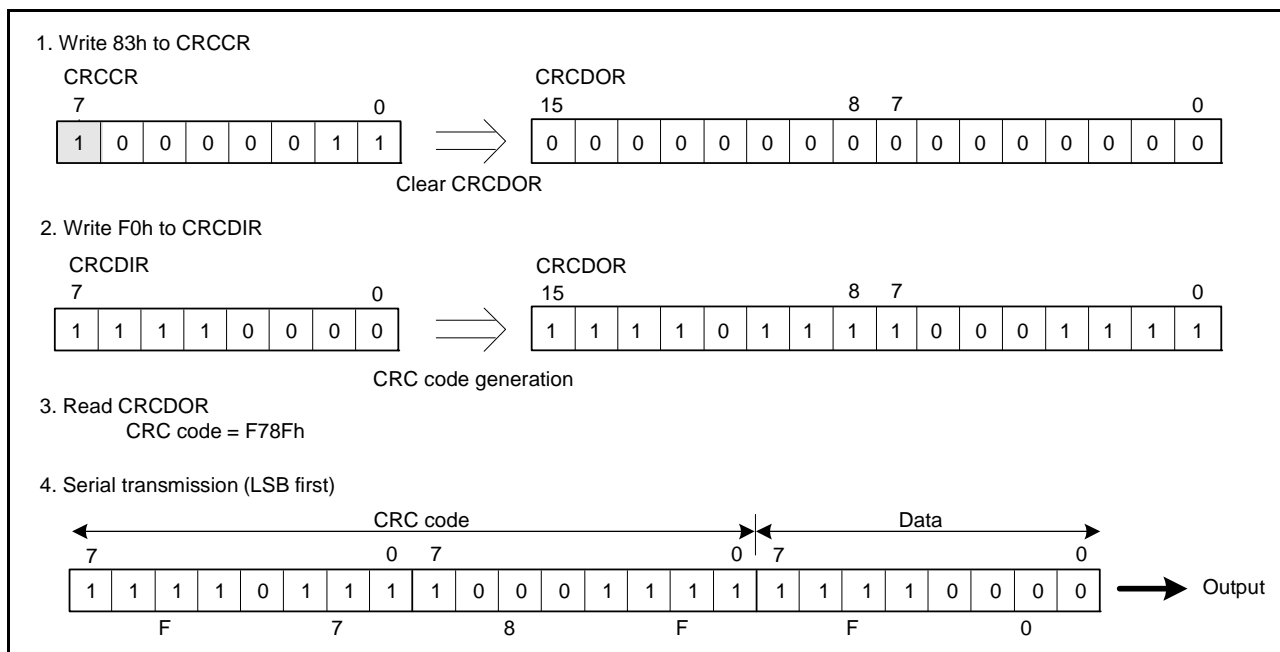 1. Write 83h to CRCCR
CRCCR CRCDOR
7 0 15 8 7 0
1 0 0 0 0 0 1 1 0 0 0 0 0 0 0 0 0 0 0 0 0 0 0 0
Clear CRCDOR
2. Write F0h to CRCDIR
CRCDIR CRCDOR
7 0 15 8 7 0
1 1 1 1 0 0 0 0 1 1 1 1 0 1 1 1 1 0 0 0 1 1 1 1
CRC code generation
3. Read CRCDOR
CRC code = F78Fh
4. Serial transmission (LSB first)
CRC code Data
7 0 7 0 7 0
1 1 1 1 0 1 1 1 1 0 0 0 1 1 1 1 1 1 1 1 0 0 0 0 Output
F 7 8 F F 0